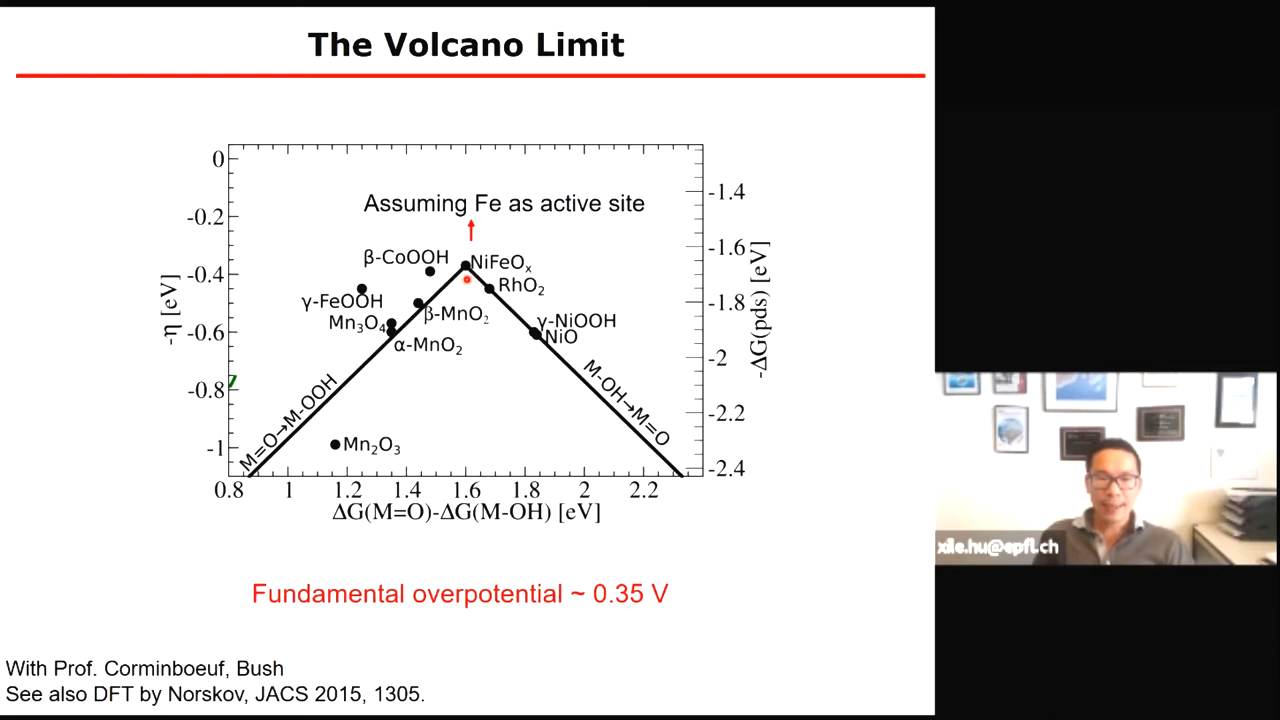 The Volcano Limit
Assuming Fe as active site
0
-0.2
-0.4
-0.6
-0.8
-1
-η [eV]
-1.4
-1.6
-1.8
-2
-2.2
-2.4
-ΔG(pds) [eV]
β-CoOOH
NiFeOₓ
RhO₂
γ-FeOOH
Mn₃O₄
β-MnO₂
γ-NiOOH
NiO
α-MnO₂
M=O→M-OOH
M-OH→M=O
Mn₂O₃
0.8 1 1.2 1.4 1.6 1.8 2 2.2
ΔG(M=O)-ΔG(M-OH) [eV]
Fundamental overpotential ~ 0.35 V
With Prof. Corminboeuf, Bush
See also DFT by Norskov, JACS 2015, 1305.
xile.hu@epfl.ch